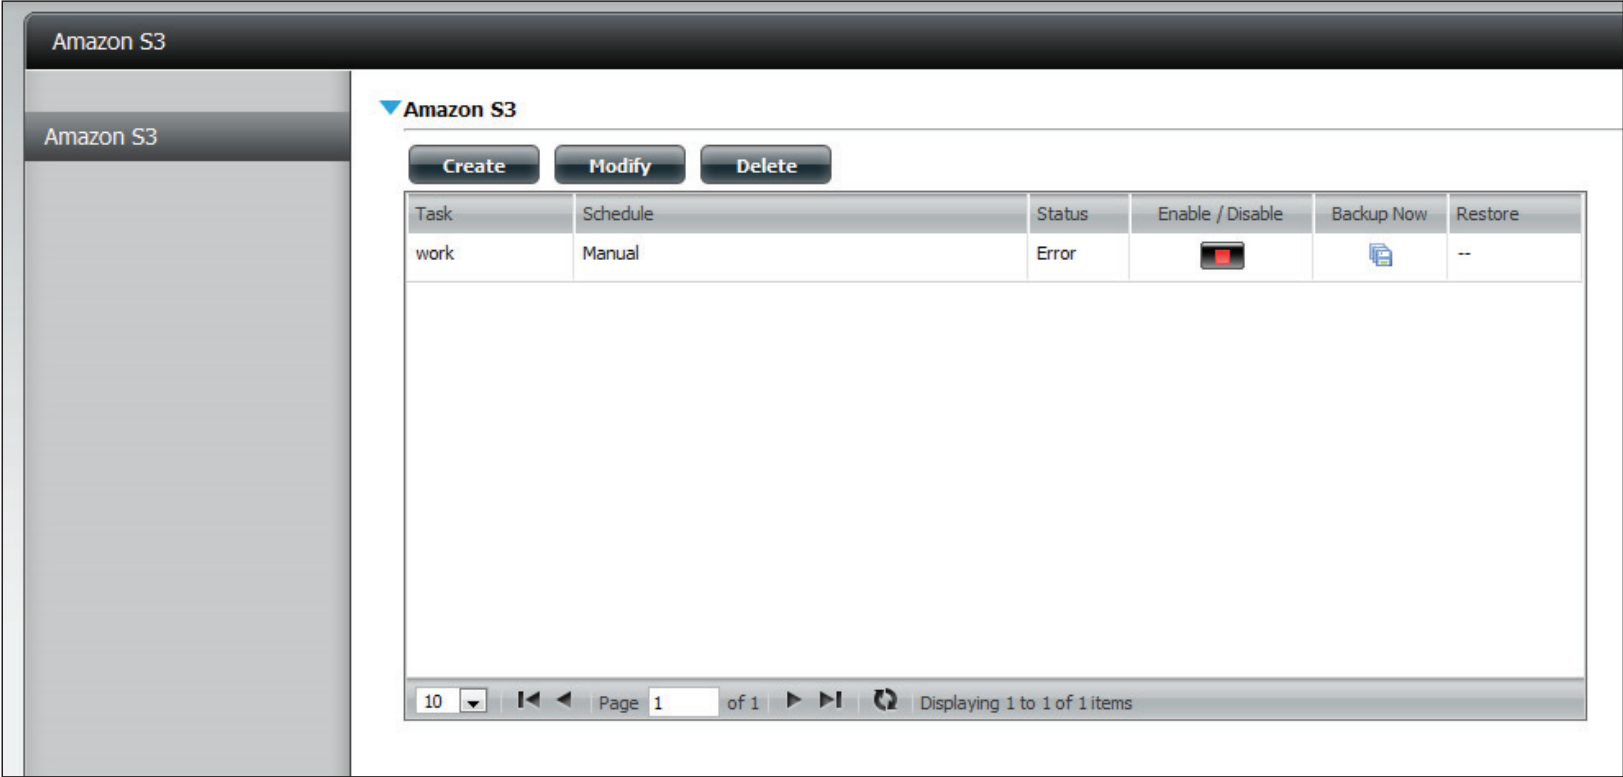 Amazon S3
Amazon S3
Amazon S3
Create Modify Delete
Task Schedule Status Enable / Disable Backup Now Restore
work Manual Error --
10 Page 1 of 1 Displaying 1 to 1 of 1 items